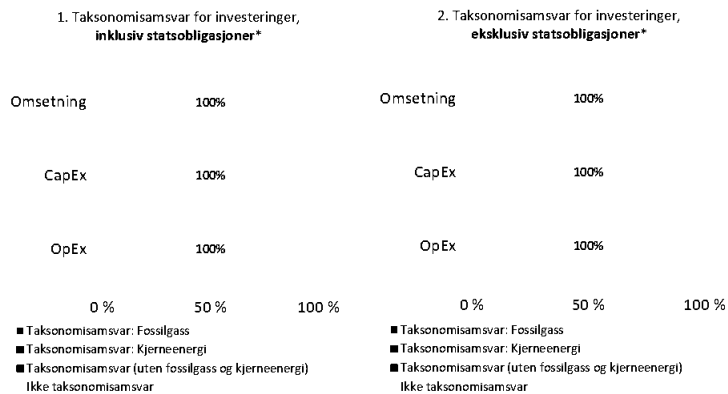 1. Taksonomisamsvar for investeringer,
inklusiv statsobligasjoner*
Omsetning 100%
CapEx 100%
OpEx 100%
0 % 50 % 100 %
Taksonomisamsvar: Fossilgass
Taksonomisamsvar: Kjerneenergi
Taksonomisamsvar (uten fossilgass og kjerneenergi)
Ikke taksonomisamsvar
2. Taksonomisamsvar for investeringer,
eksklusiv statsobligasjoner*
Omsetning 100%
CapEx 100%
OpEx 100%
0 % 50 % 100 %
Taksonomisamsvar: Fossilgass
Taksonomisamsvar: Kjerneenergi
Taksonomisamsvar (uten fossilgass og kjerneenergi)
Ikke taksonomisamsvar